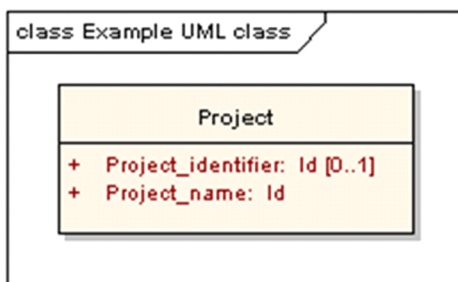 class Example UML class
Project
+ Project_identifier: Id [0..1]
+ Project_name: Id